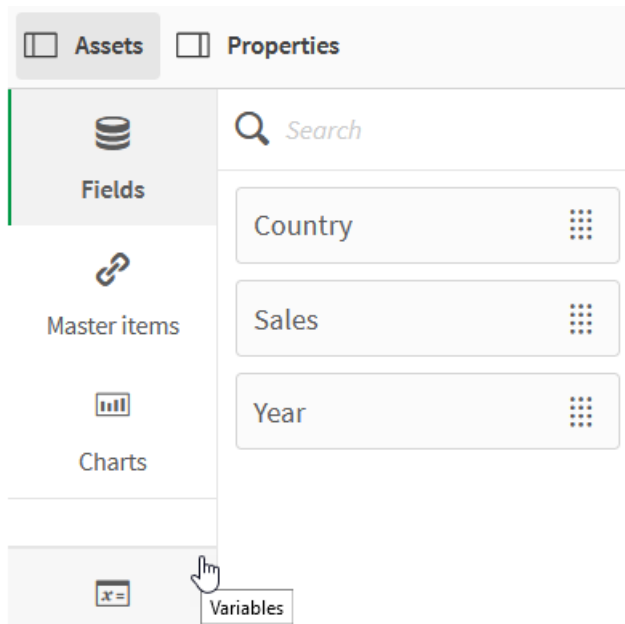 Assets
Properties
Fields
Search
Country
Sales
Year
Master items
Charts
x=
Variables